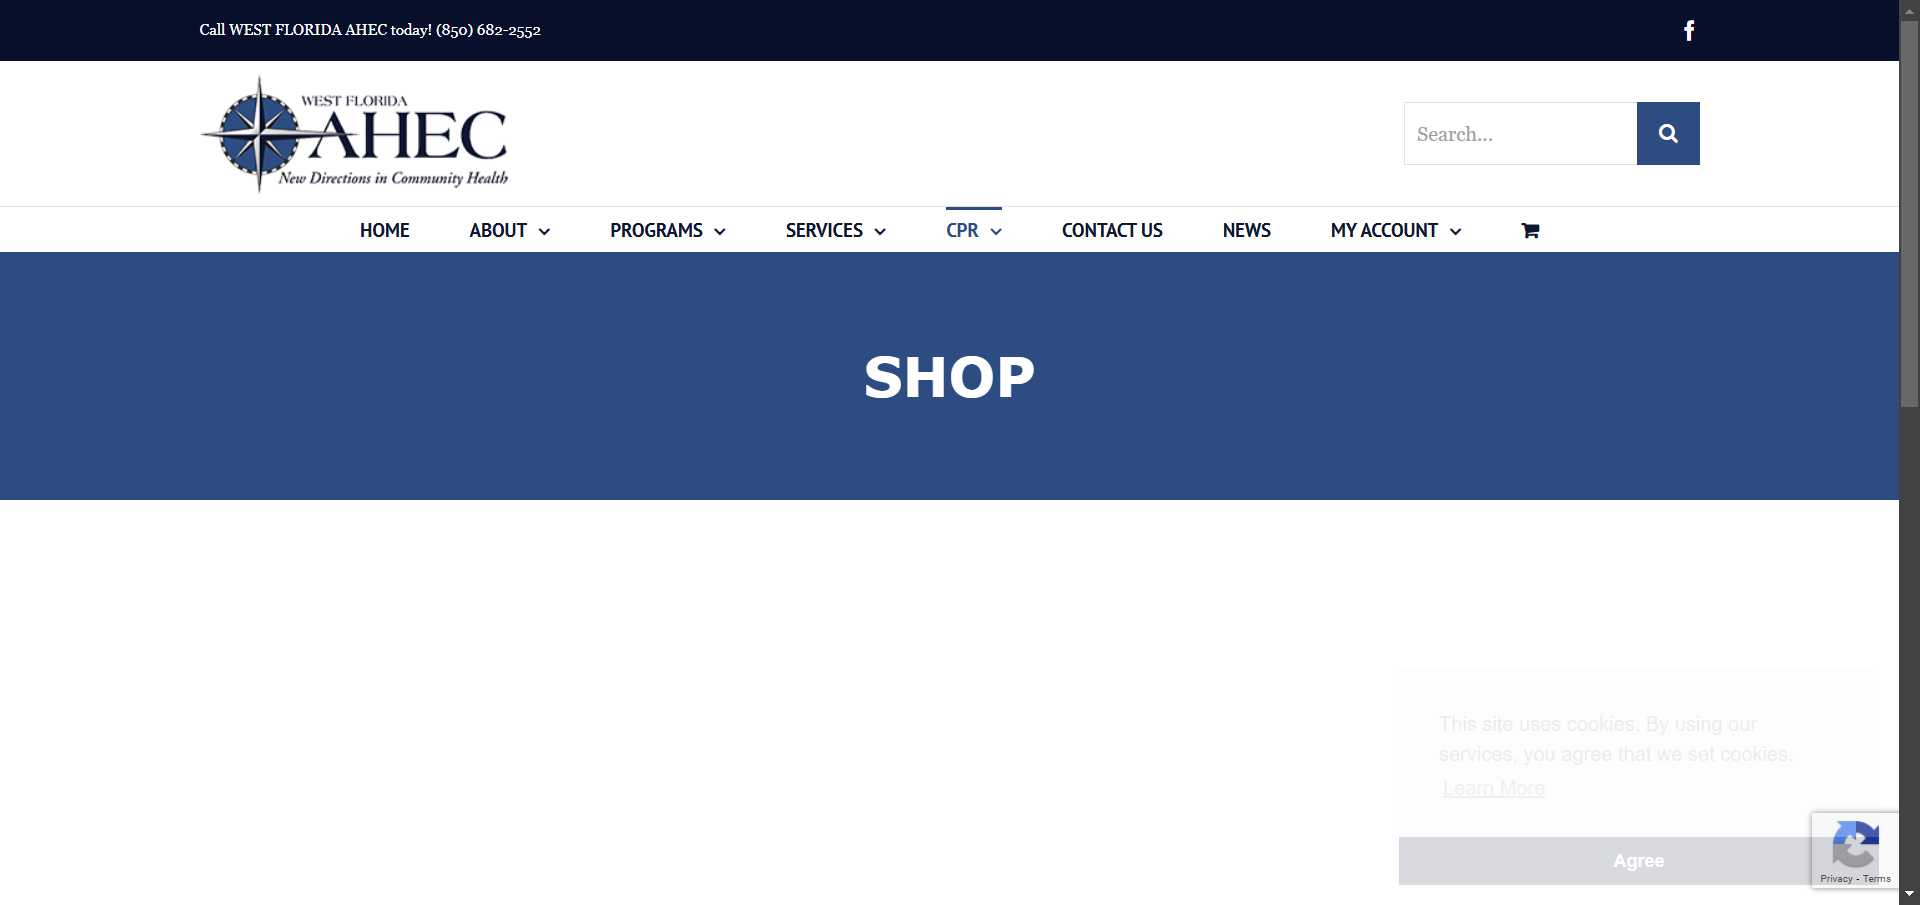 Call WEST FLORIDA AHEC today! (850) 682-2552
WEST FLORIDA
AHEC
New Directions in Community Health
Search...
HOME ABOUT PROGRAMS SERVICES CPR CONTACT US NEWS MY ACCOUNT
SHOP
This site uses cookies. By using our
services, you agree that we set cookies.
Learn More
Agree
Privacy - Terms